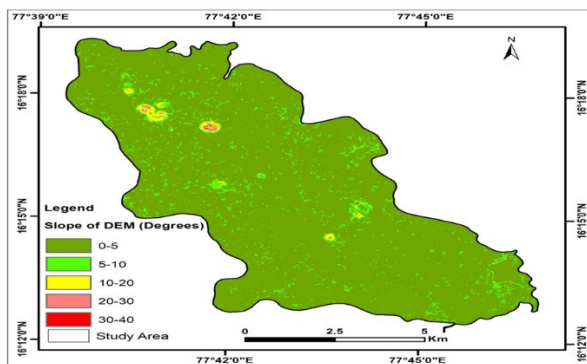 77°39'0"E 77°42'0"E 77°45'0"E
N
16°18'0"N 16°18'0"N
16°15'0"N 16°15'0"N
Legend
Slope of DEM (Degrees)
0-5
5-10
10-20
20-30
30-40
Study Area
0 2.5 5
Km
16°12'0"N 16°12'0"N
77°42'0"E 77°45'0"E